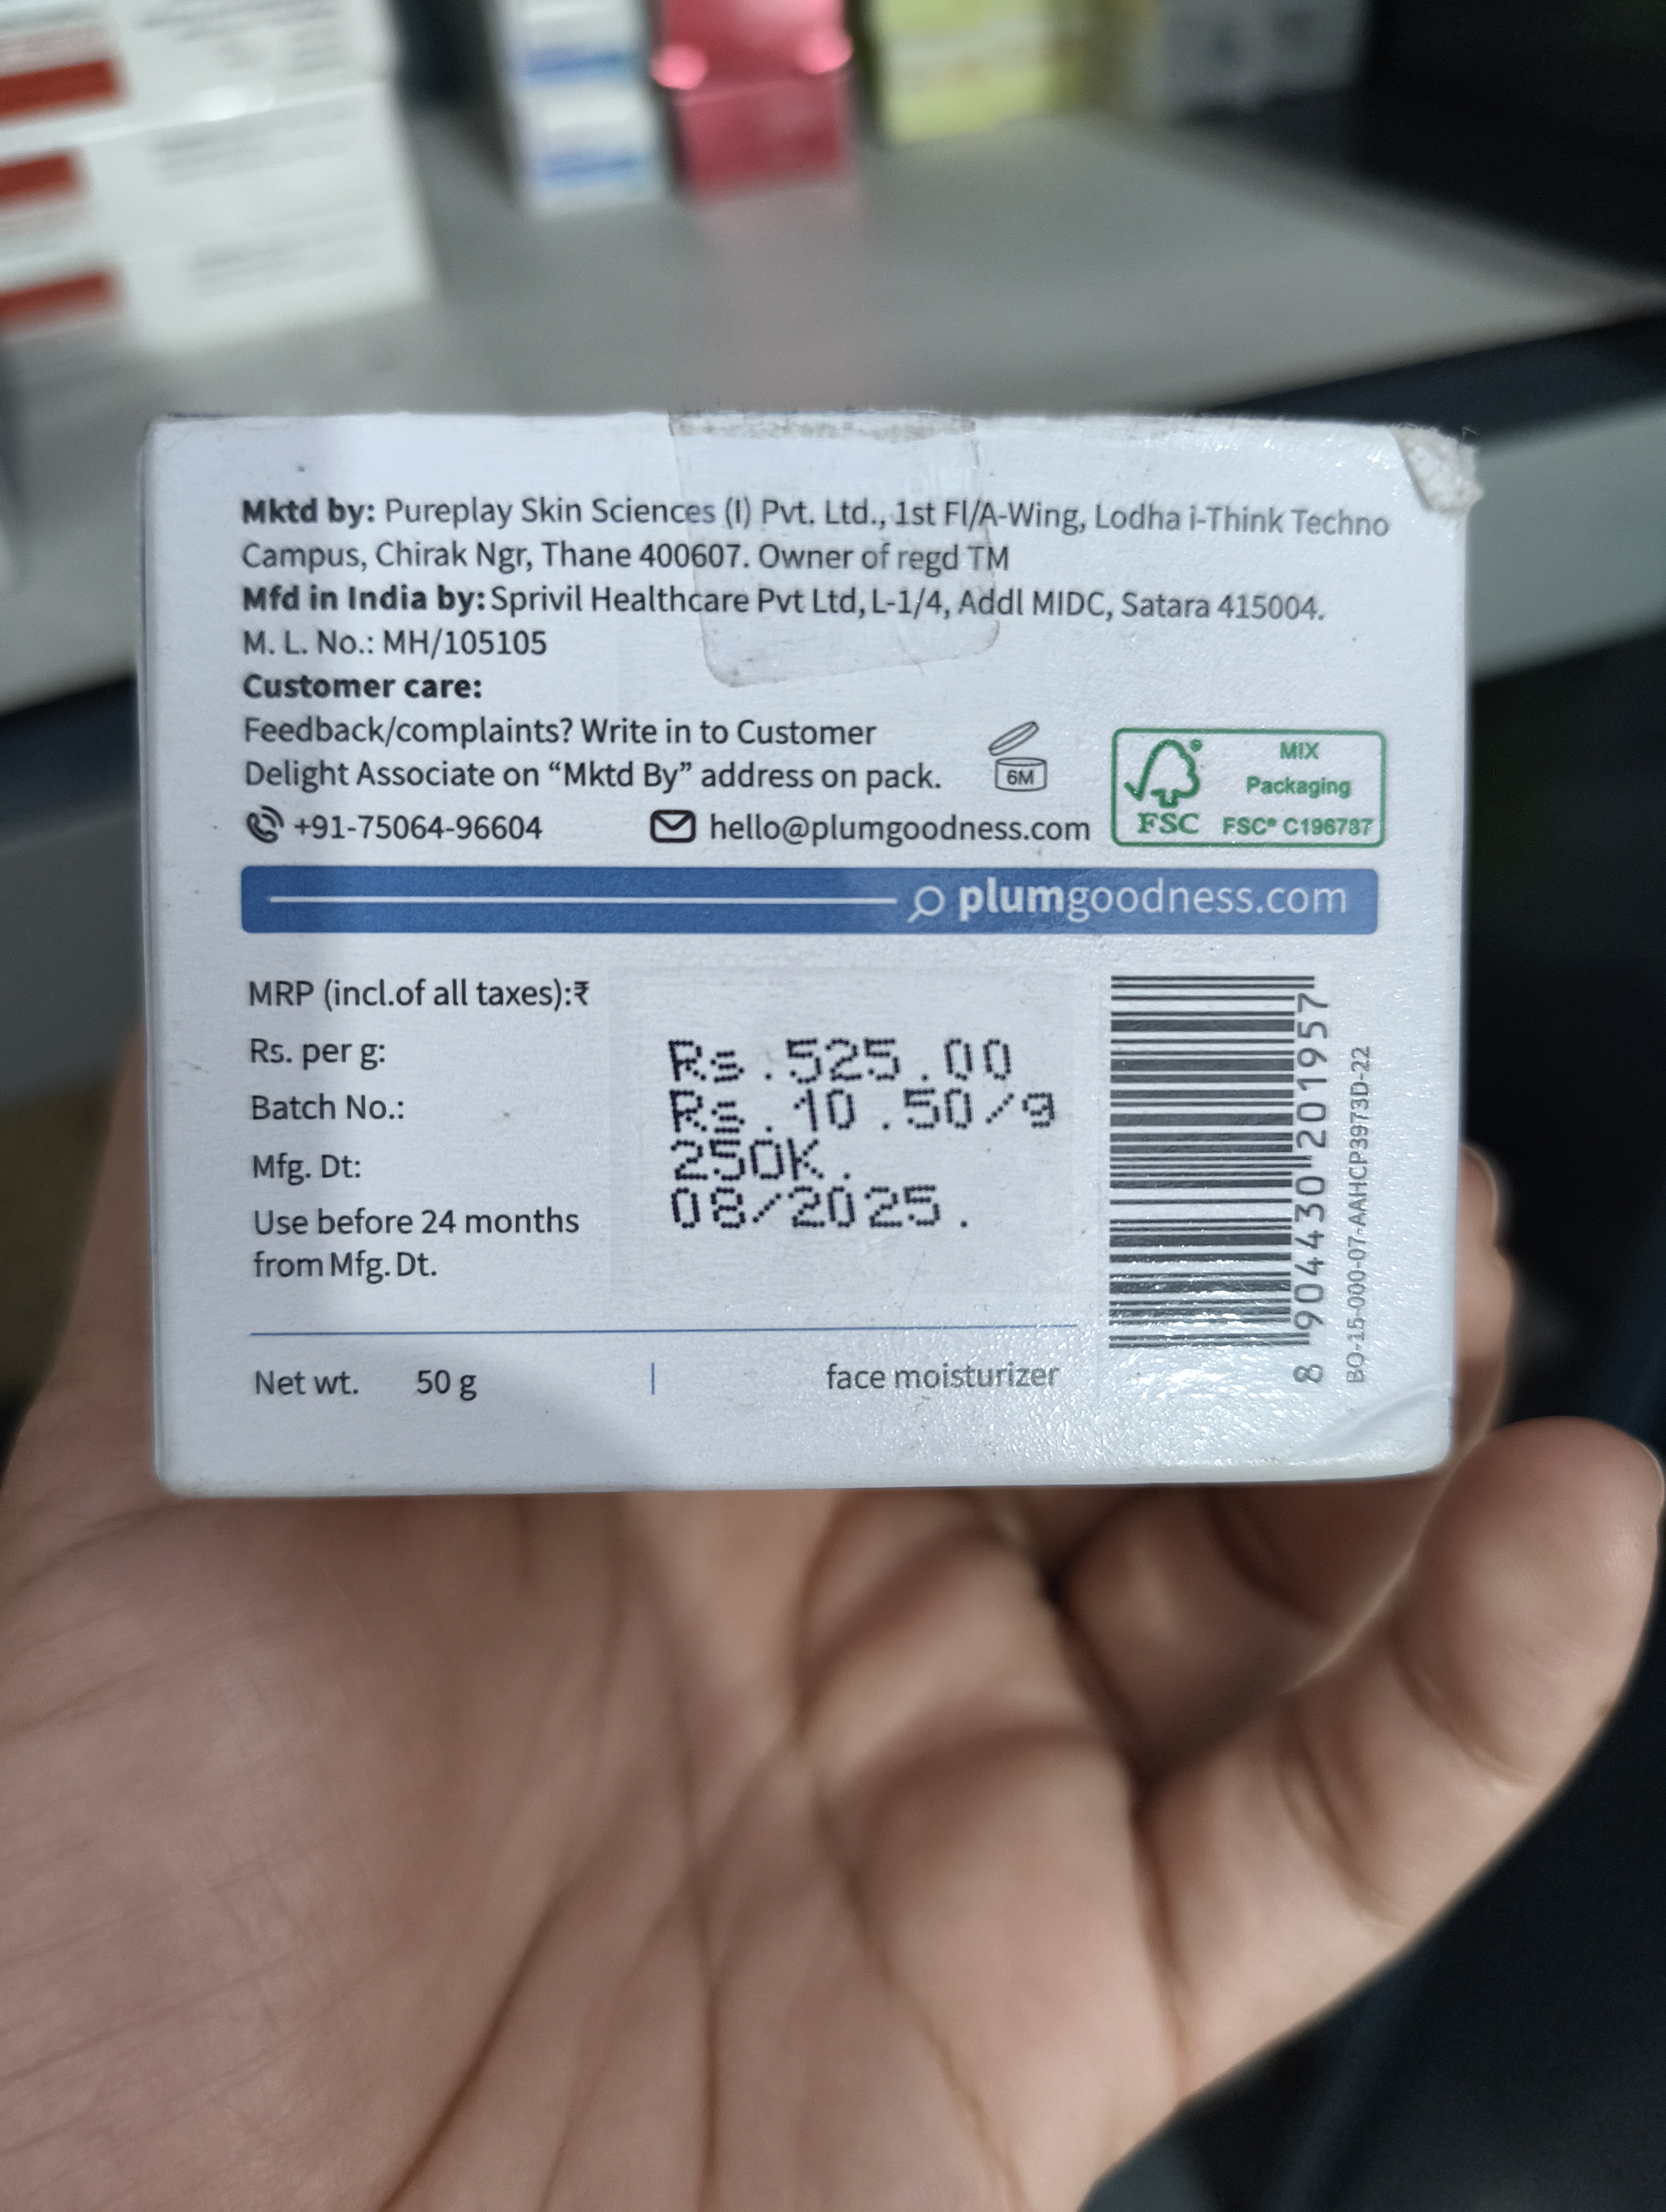 Mktd by: Pureplay Skin Sciences (I) Pvt. Ltd., 1st Fl/A-Wing, Lodha i-Think Techno
Campus, Chirak Ngr, Thane 400607. Owner of regd TM
Mfd in India by: Sprivil Healthcare Pvt Ltd, L-1/4, Addl MIDC, Satara 415004.
M. L. No.: MH/105105
Customer care:
Feedback/complaints? Write in to Customer
Delight Associate on “Mktd By” address on pack.
6M
+91-75064-96604
hello@plumgoodness.com
MIX
Packaging
FSC
FSC® C196787
plumgoodness.com
MRP (incl.of all taxes):₹
Rs. per g:
Batch No.:
Mfg. Dt:
Use before 24 months
from Mfg. Dt.
Rs.525.00
Rs.10.50/g
250K.
08/2025.
8 904430 201957
BO-15-000-07-AAHCP3973D-22
Net wt. 50 g | face moisturizer